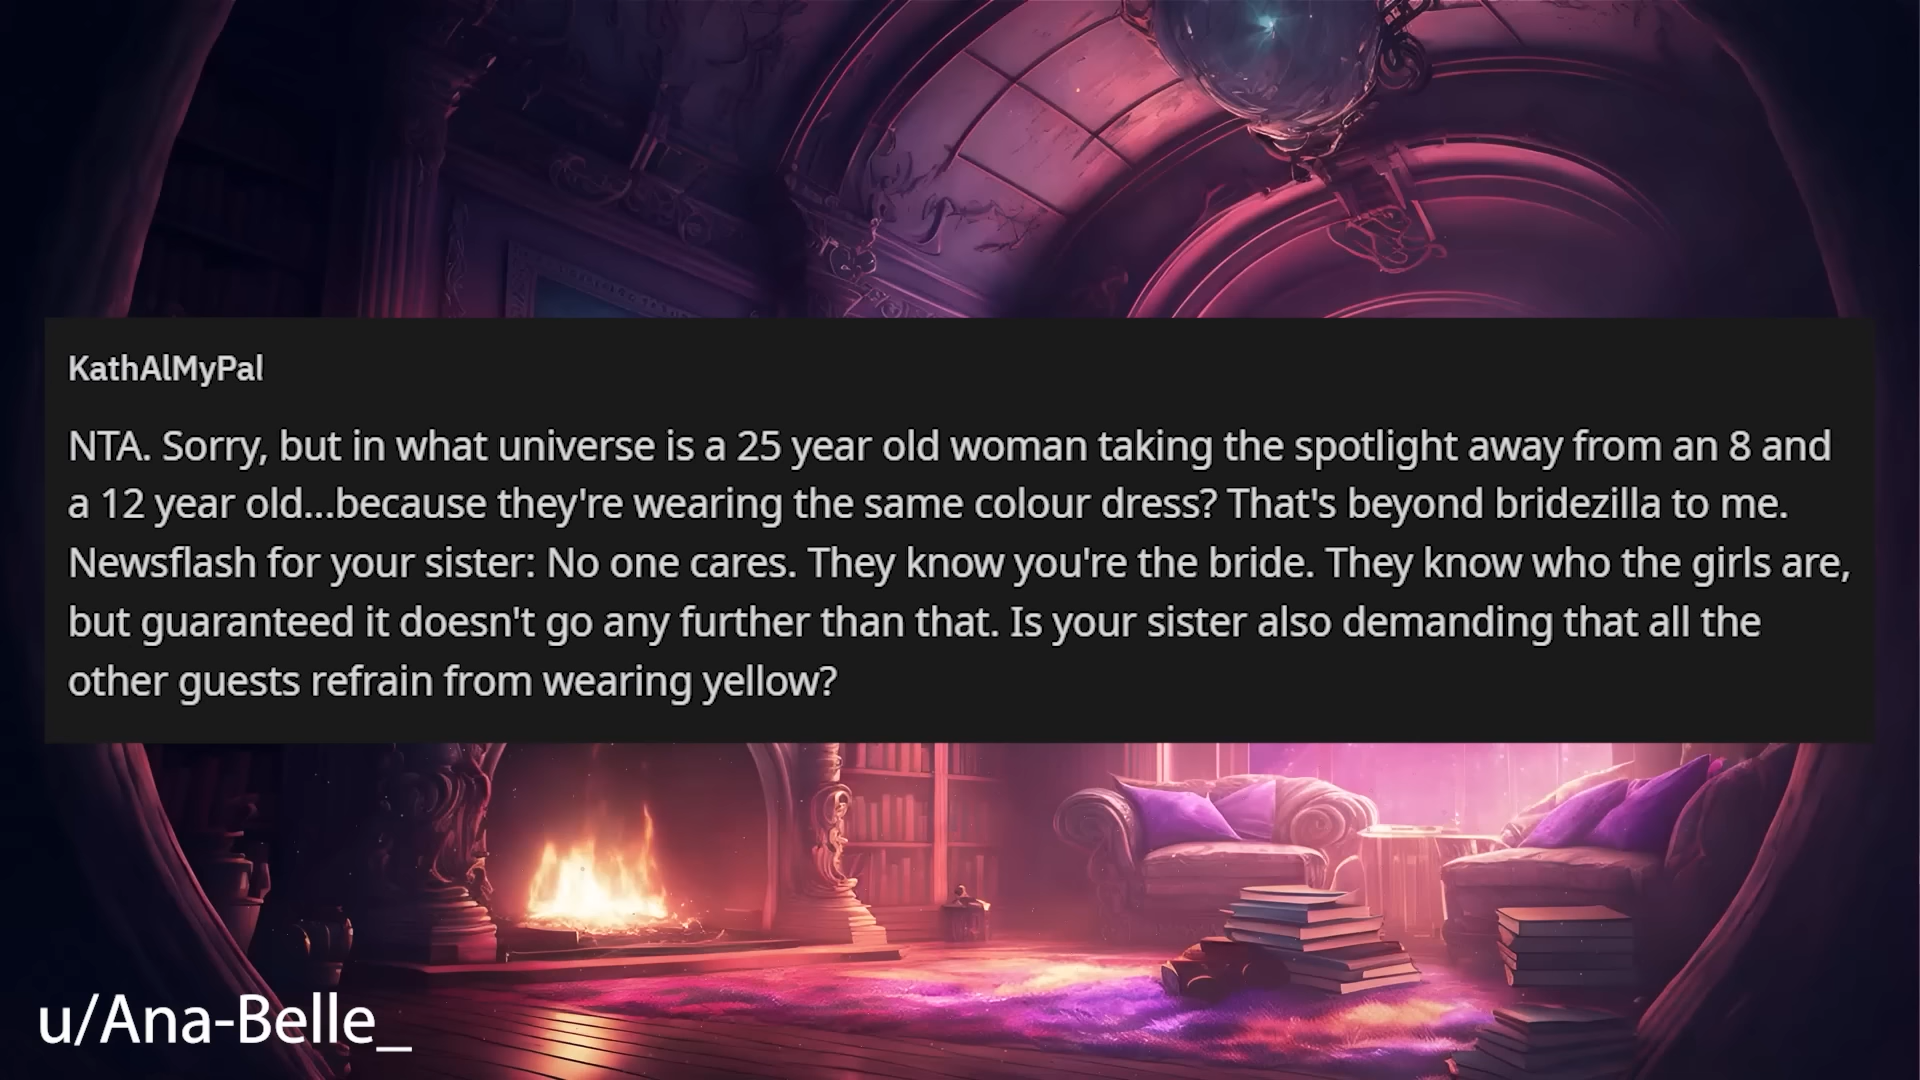 KathAlMyPal
NTA. Sorry, but in what universe is a 25 year old woman taking the spotlight away from an 8 and
a 12 year old...because they're wearing the same colour dress? That's beyond bridezilla to me.
Newsflash for your sister: No one cares. They know you're the bride. They know who the girls are,
but guaranteed it doesn't go any further than that. Is your sister also demanding that all the
other guests refrain from wearing yellow?
u/Ana-Belle_